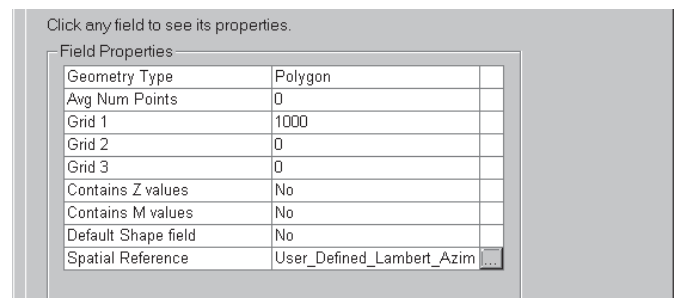 Click any field to see its properties.
Field Properties
Geometry Type Polygon
Avg Num Points 0
Grid 1 1000
Grid 2 0
Grid 3 0
Contains Z values No
Contains M values No
Default Shape field No
Spatial Reference User_Defined_Lambert_Azim ...